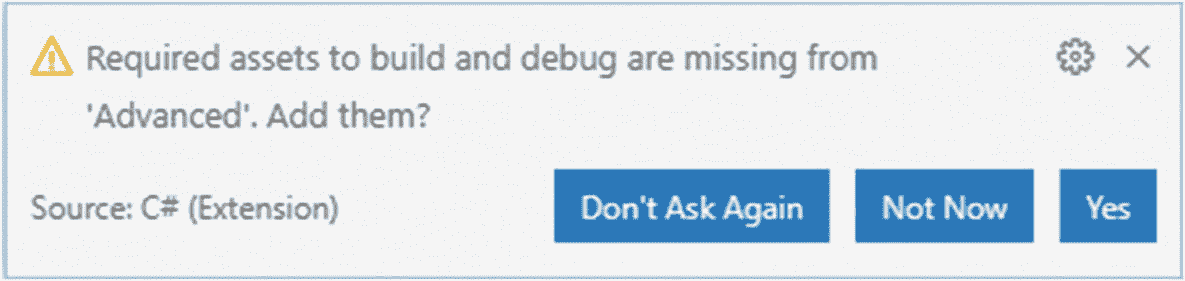 Required assets to build and debug are missing from
'Advanced'. Add them?
Source: C# (Extension)
Don't Ask Again
Not Now
Yes